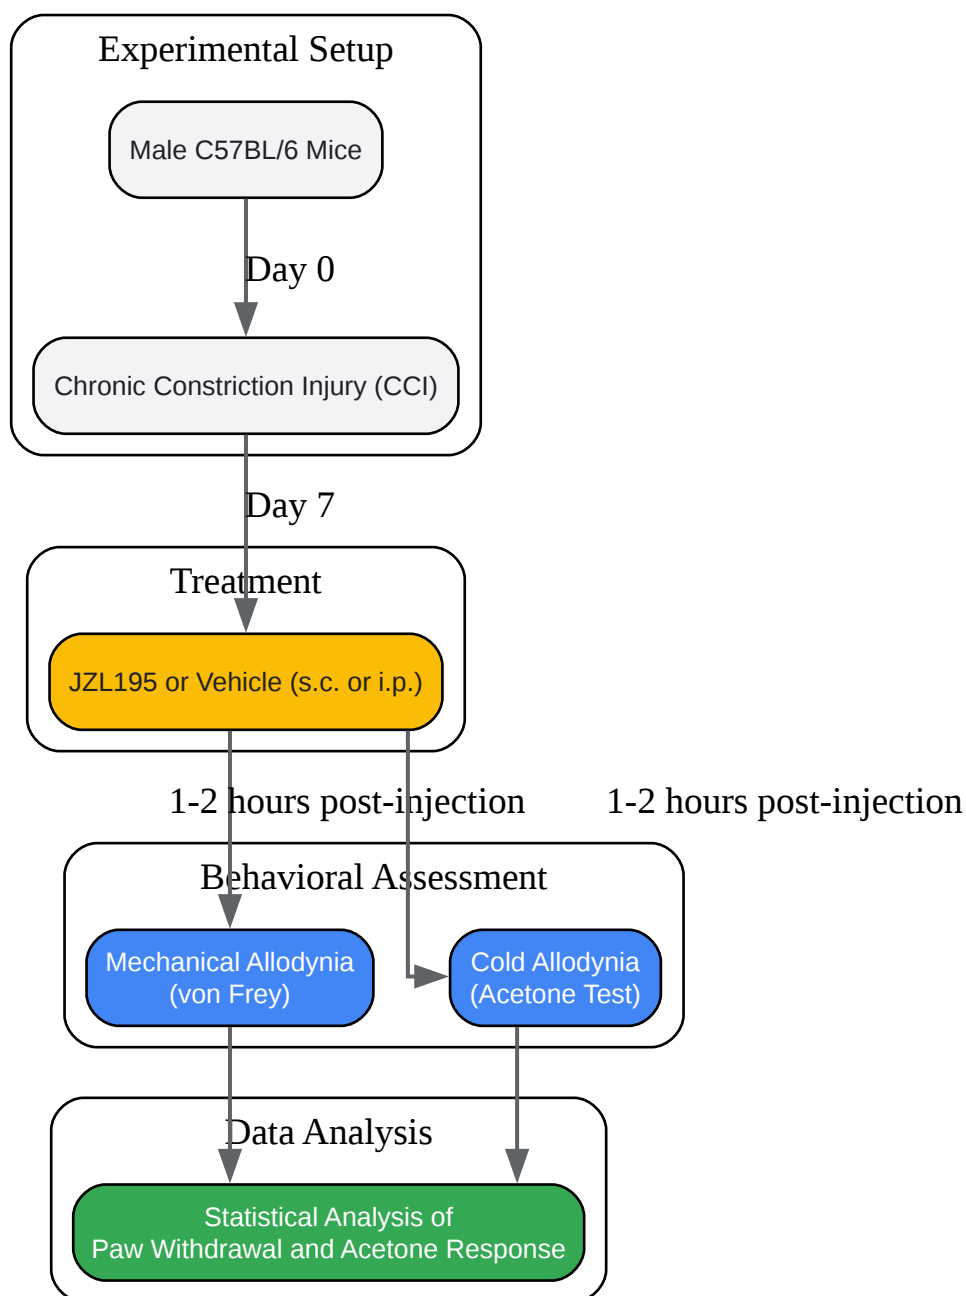 Experimental Setup
Male C57BL/6 Mice
Day 0
Chronic Constriction Injury (CCI)
Day 7
Treatment
JZL195 or Vehicle (s.c. or i.p.)
1-2 hours post-injection
1-2 hours post-injection
Behavioral Assessment
Mechanical Allodynia
(von Frey)
Cold Allodynia
(Acetone Test)
Data Analysis
Statistical Analysis of
Paw Withdrawal and Acetone Response